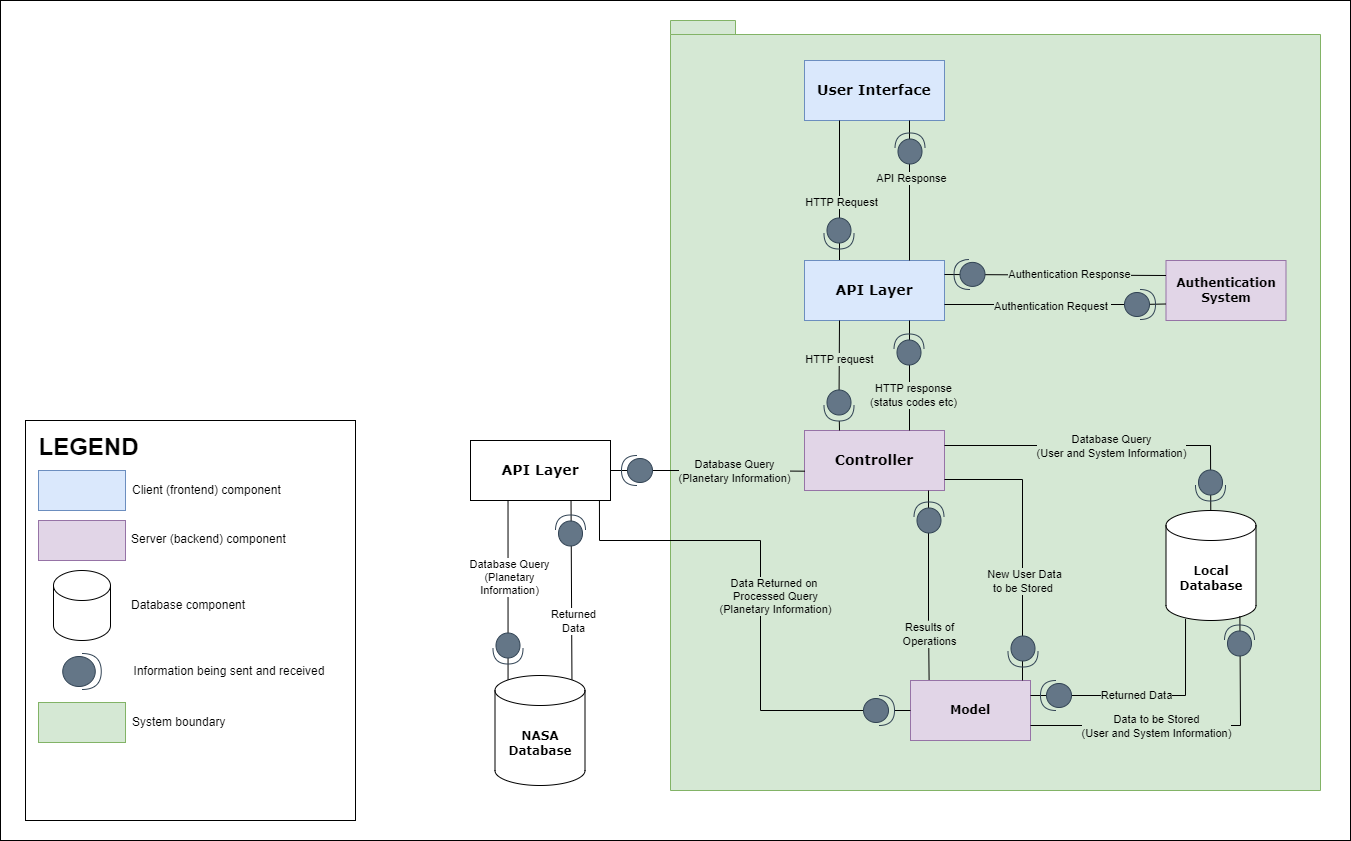 User Interface
API Response
HTTP Request
API Layer
Authentication Response
Authentication Request
Authentication
System
HTTP request
HTTP response
(status codes etc)
Controller
Database Query
(User and System Information)
Database Query
(Planetary Information)
API Layer
LEGEND
Client (frontend) component
Server (backend) component
Database component
Information being sent and received
System boundary
Database Query
(Planetary
Information)
Returned
Data
NASA
Database
Data Returned on
Processed Query
(Planetary Information)
New User Data
to be Stored
Results of
Operations
Local
Database
Model
Returned Data
Data to be Stored
(User and System Information)